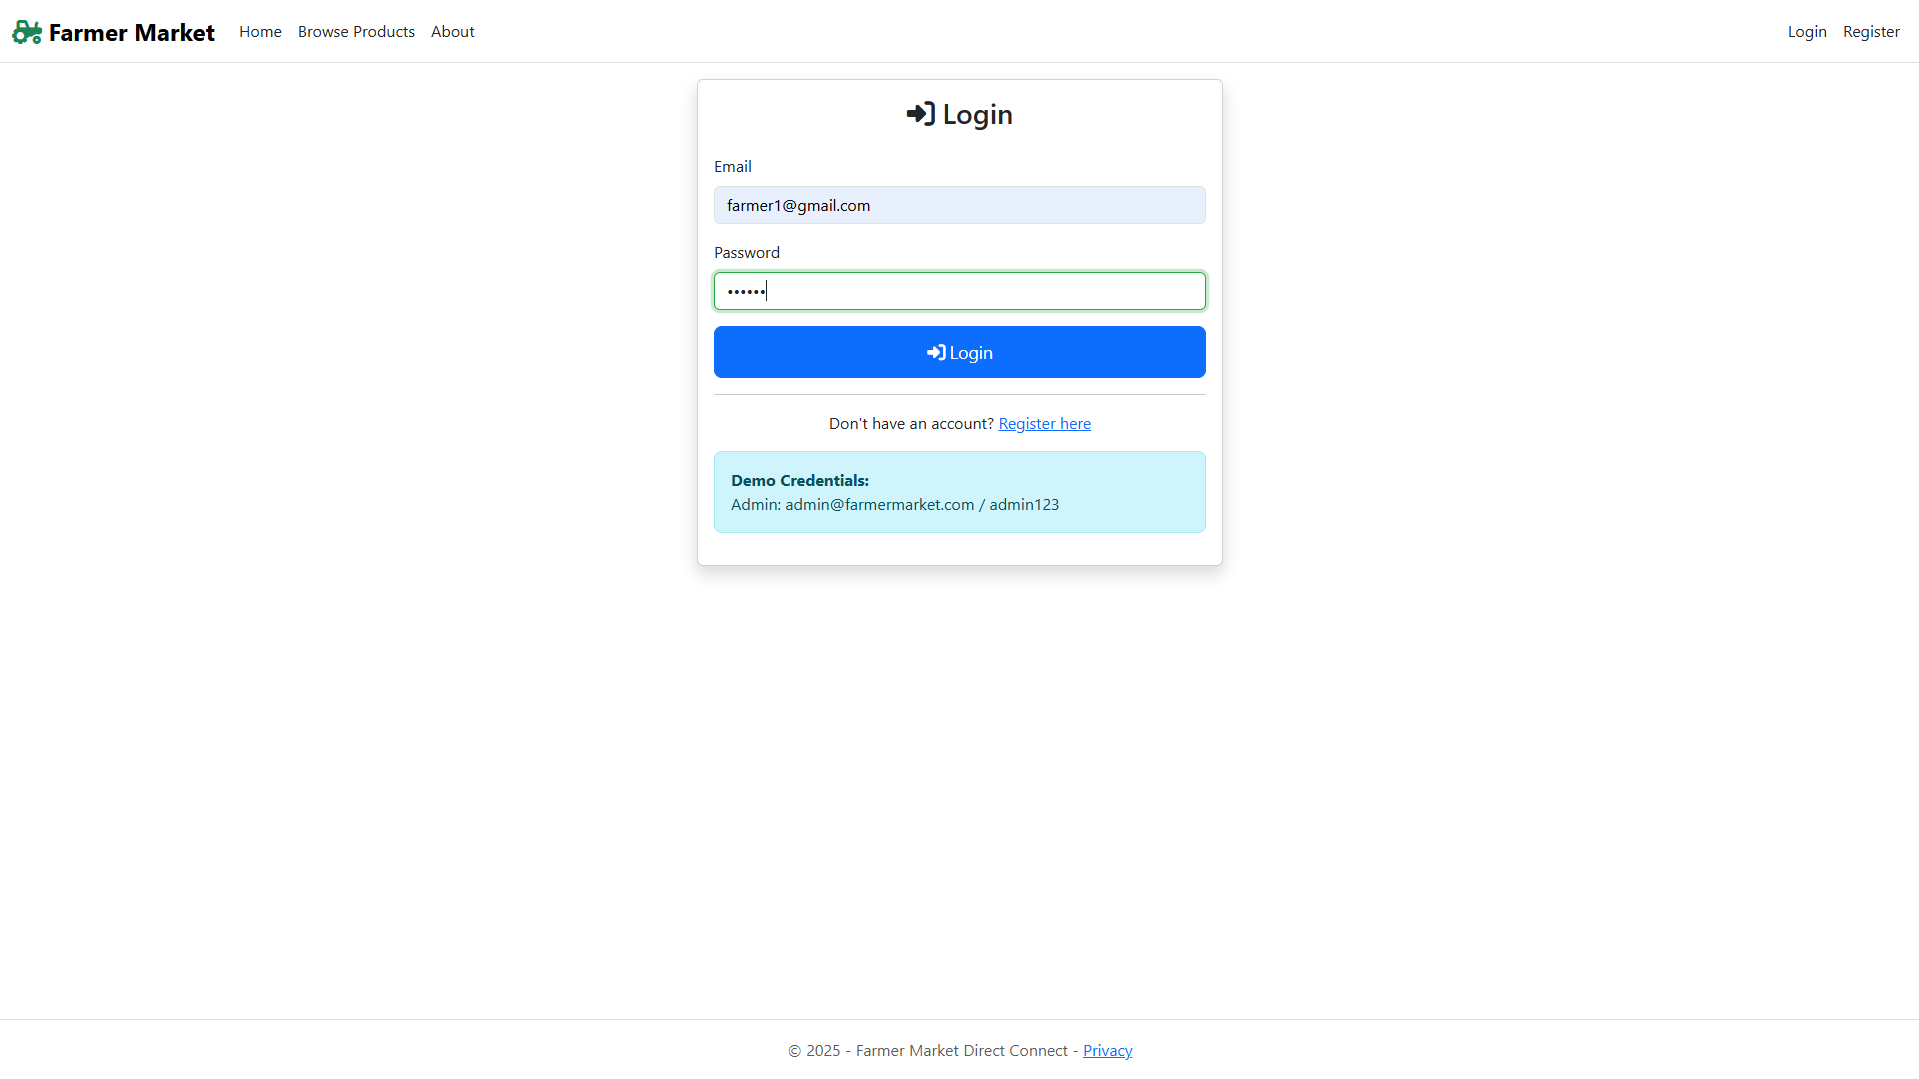 Farmer Market Home Browse Products About Login Register
Login
Email
farmer1@gmail.com
Password
••••••
Login
Don't have an account? Register here
Demo Credentials:
Admin: admin@farmermarket.com / admin123
© 2025 - Farmer Market Direct Connect - Privacy